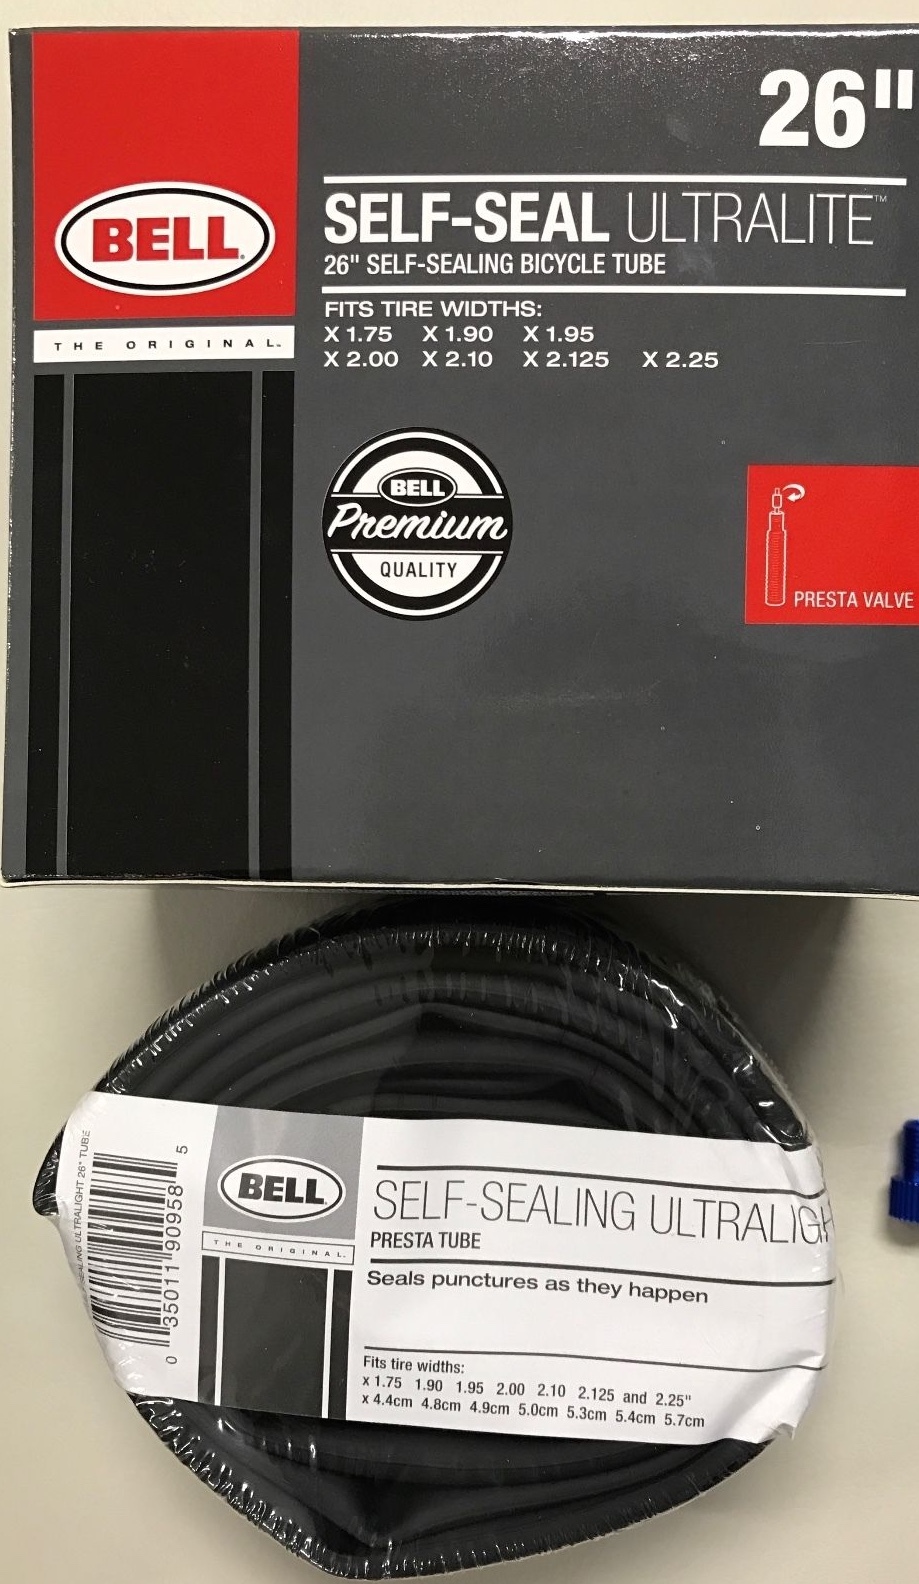 26"
BELL
SELF-SEAL ULTRALITE™
26" SELF-SEALING BICYCLE TUBE
THE ORIGINAL™
FITS TIRE WIDTHS:
X 1.75 X 1.90 X 1.95
X 2.00 X 2.10 X 2.125 X 2.25
BELL
Premium
QUALITY
PRESTA VALVE
ULTRALIGHT 26" TUBE
0 35011 90958 5
BELL
THE ORIGINAL.
SELF-SEALING ULTRALIGH
PRESTA TUBE
Seals punctures as they happen
Fits tire widths:
x 1.75 1.90 1.95 2.00 2.10 2.125 and 2.25"
x 4.4cm 4.8cm 4.9cm 5.0cm 5.3cm 5.4cm 5.7cm